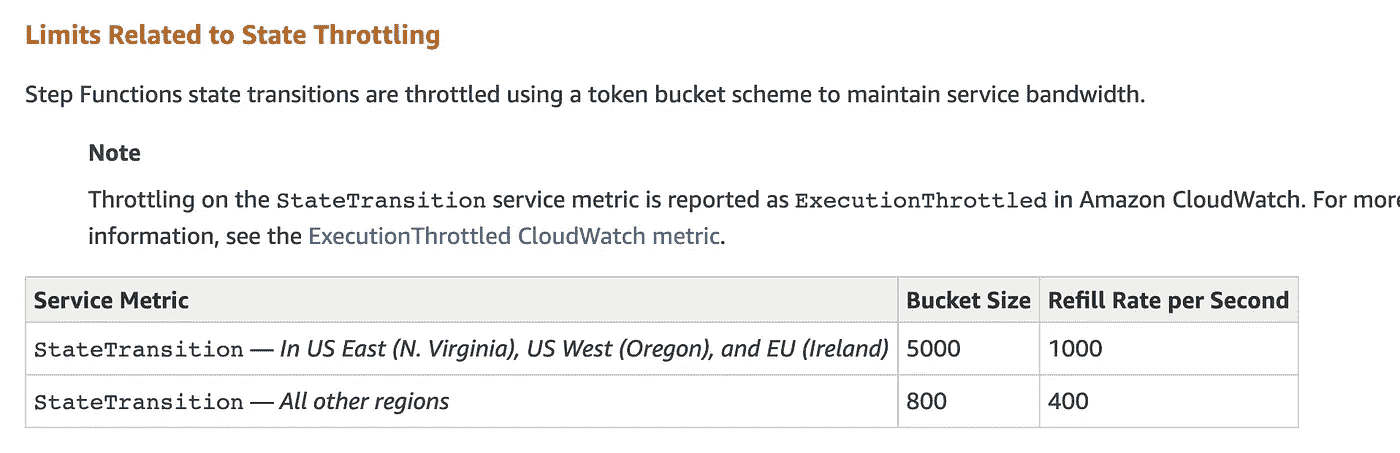 Limits Related to State Throttling
Step Functions state transitions are throttled using a token bucket scheme to maintain service bandwidth.
Note
Throttling on the StateTransition service metric is reported as ExecutionThrottled in Amazon CloudWatch. For more
information, see the ExecutionThrottled CloudWatch metric.
Service Metric Bucket Size Refill Rate per Second
StateTransition — In US East (N. Virginia), US West (Oregon), and EU (Ireland) 5000 1000
StateTransition — All other regions 800 400